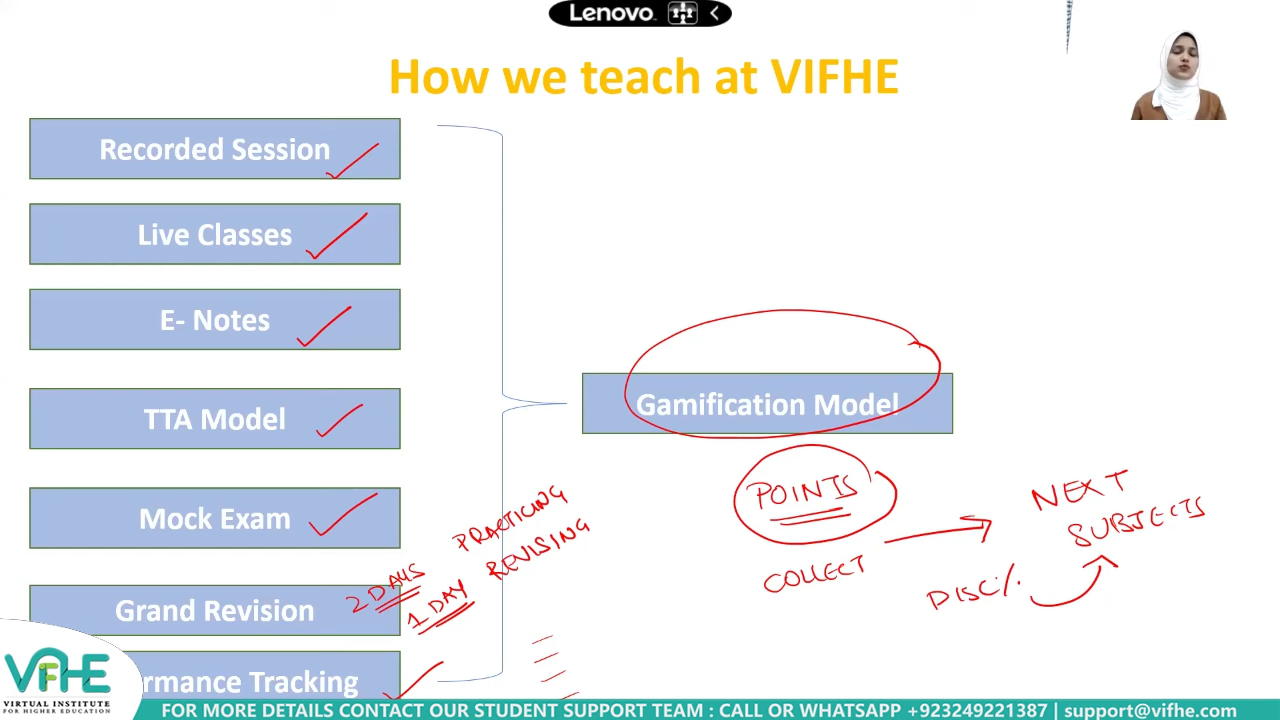 Lenovo
How we teach at VIFHE
Recorded Session
Live Classes
E- Notes
TTA Model
Mock Exam
Grand Revision
rmance Tracking
2 DAYS PRACTICING
1 DAY REVISING
Gamification Model
POINTS
COLLECT
NEXT
SUBJECTS
DISC%
VIFHE
VIRTUAL INSTITUTE
FOR HIGHER EDUCATION
FOR MORE DETAILS CONTACT OUR STUDENT SUPPORT TEAM : CALL OR WHATSAPP +923249221387 | support@vifhe.com